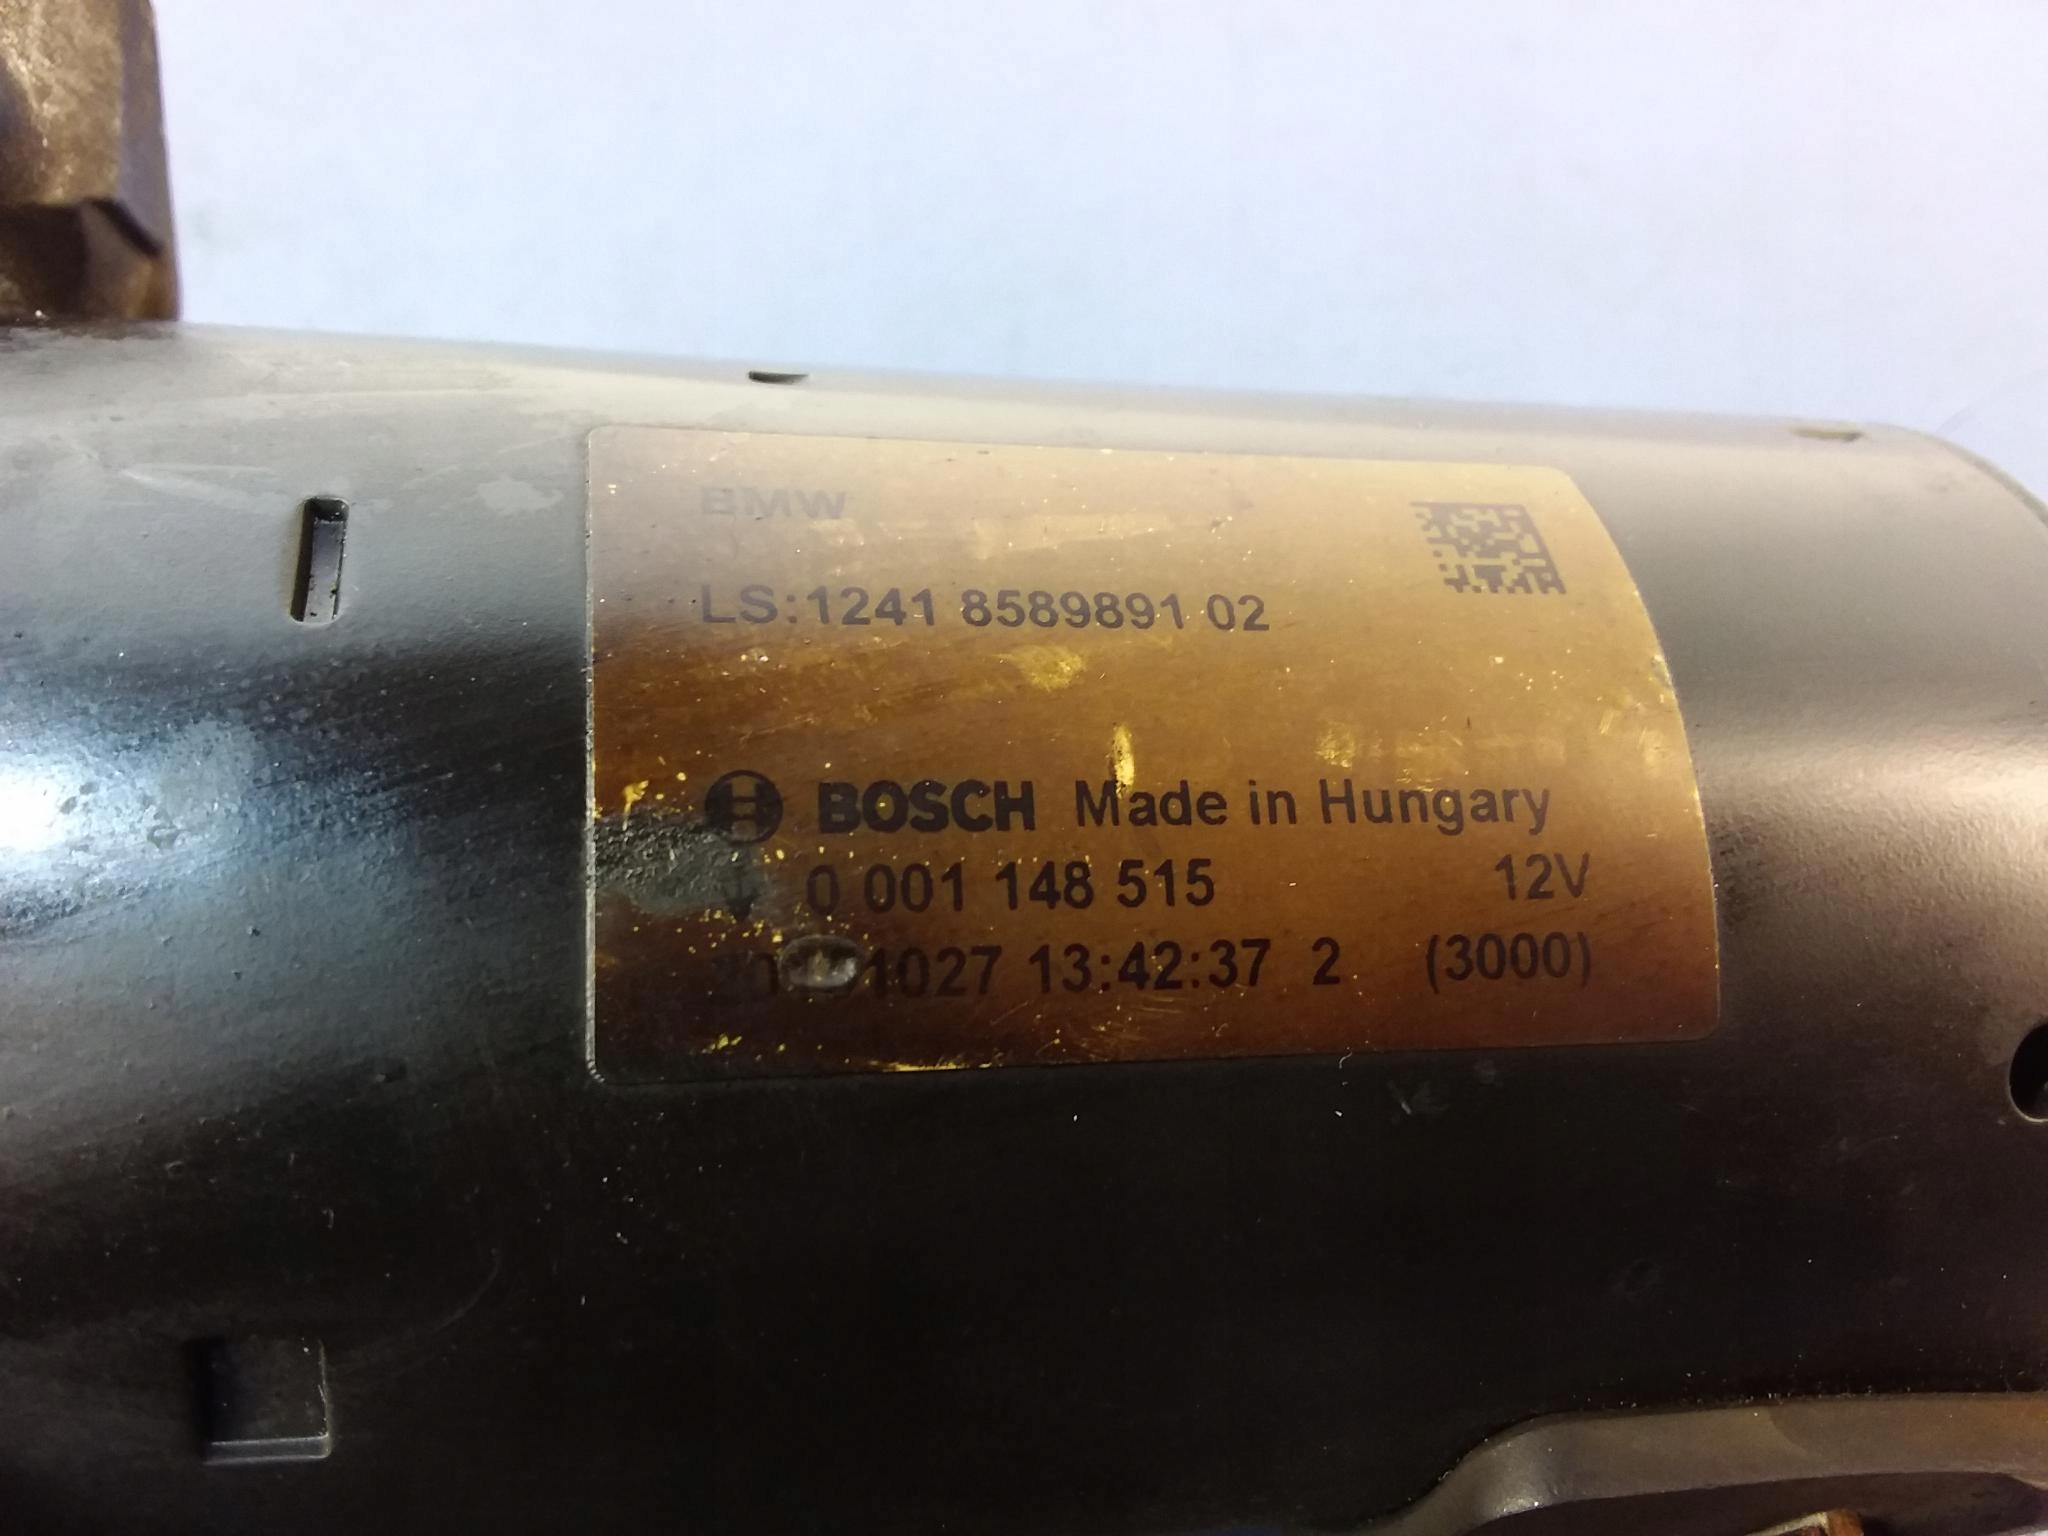 BMW
LS:1241 8589891 02
BOSCH Made in Hungary
0 001 148 515 12V
13:42:37 2 (3000)